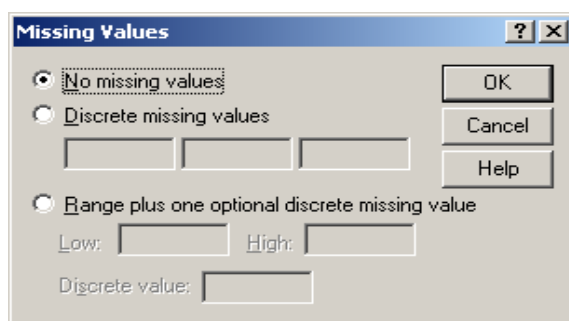 Missing Values ? ×
No missing values OK
Discrete missing values Cancel
Help
Range plus one optional discrete missing value
Low: High:
Discrete value: